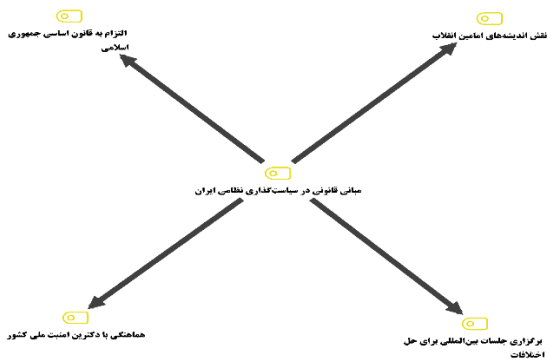 نقش اندیشه‌های امامین انقلاب
التزام به قانون اساسی جمهوری
اسلامی
مبانی قانونی در سیاست‌گذاری نظامی ایران
برگزاری جلسات بین‌المللی برای حل
اختلافات
هماهنگی با دکترین امنیت ملی کشور